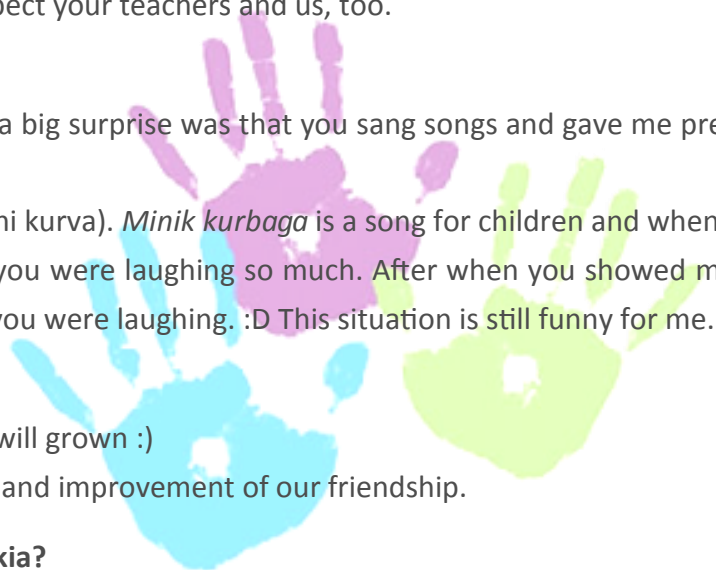 pect your teachers and us, too.
a big surprise was that you sang songs and gave me pre
ni kurva). Minik kurbaga is a song for children and when
you were laughing so much. After when you showed m
you were laughing. :D This situation is still funny for me.
will grown :)
and improvement of our friendship.
kia?